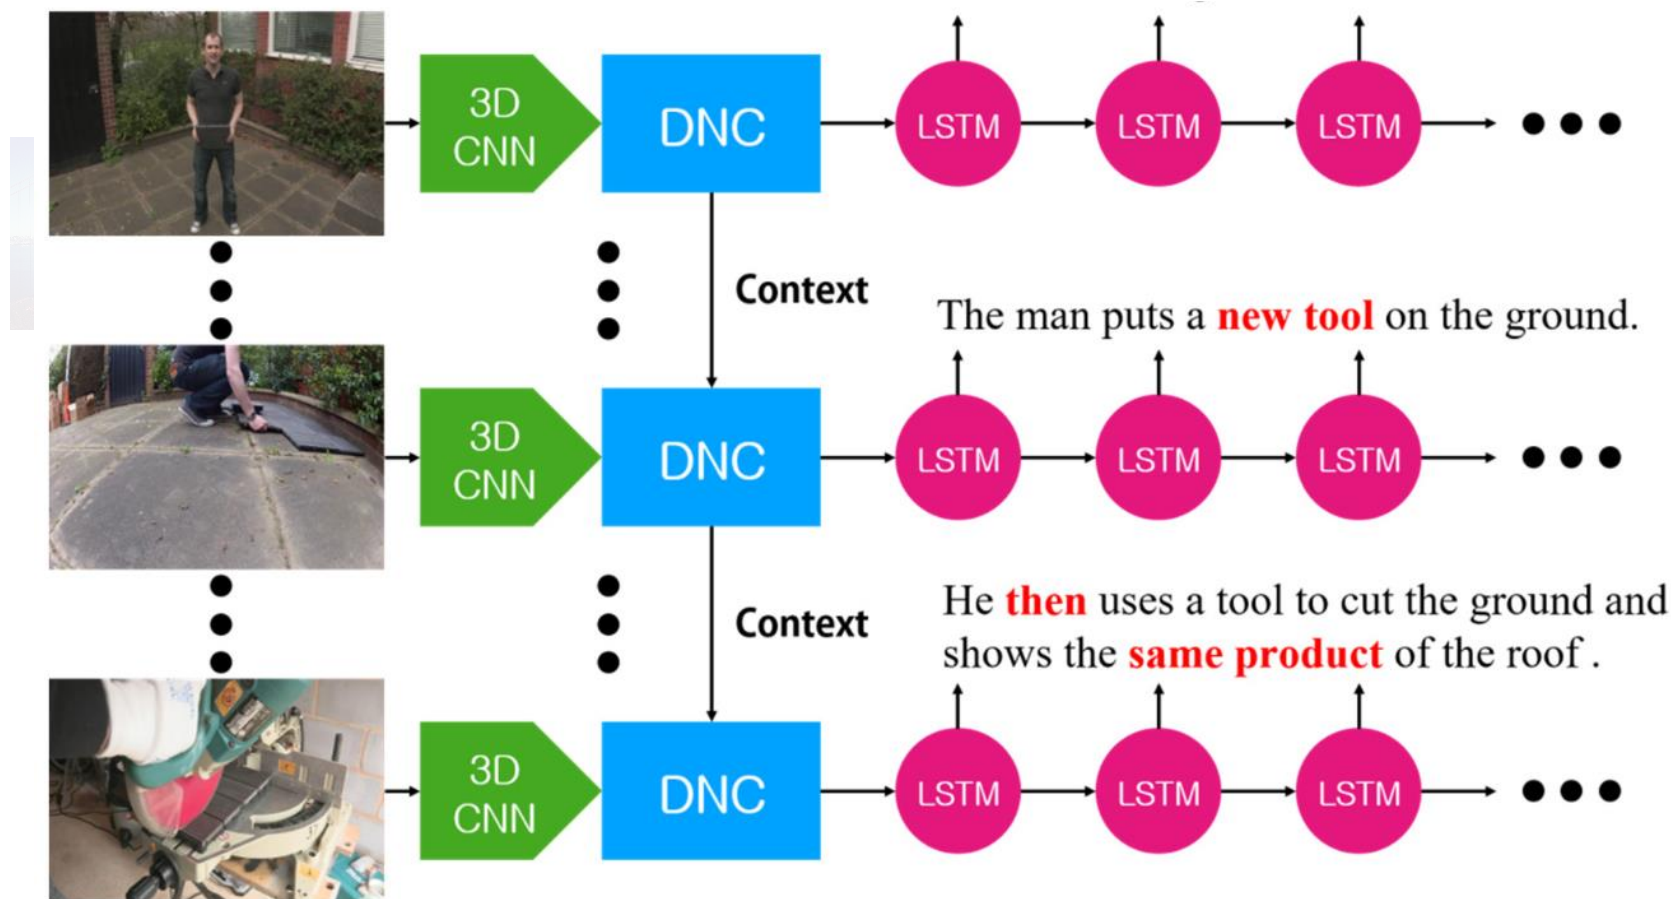 3D
CNN
DNC
LSTM
LSTM
LSTM
Context
The man puts a new tool on the ground.
3D
CNN
DNC
LSTM
LSTM
LSTM
Context
He then uses a tool to cut the ground and
shows the same product of the roof .
3D
CNN
DNC
LSTM
LSTM
LSTM